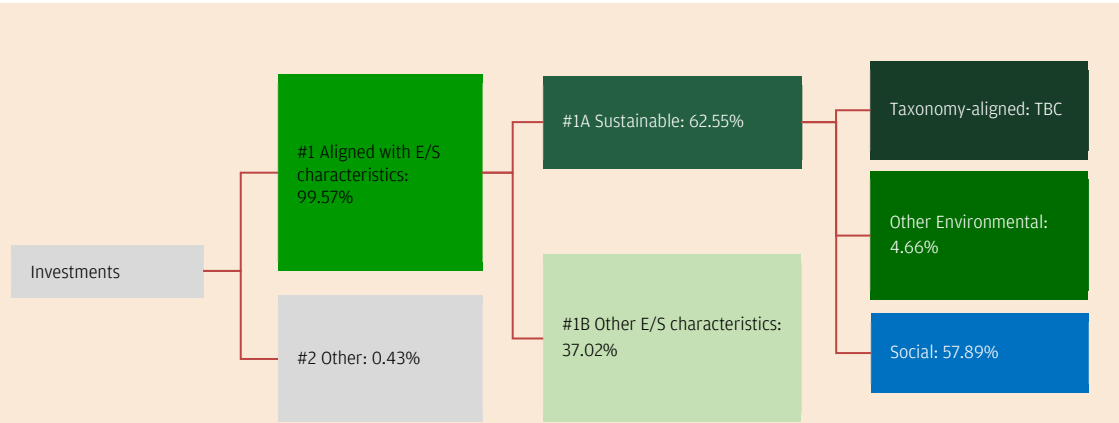 Investments
#1 Aligned with E/S
characteristics:
99.57%
#2 Other: 0.43%
#1A Sustainable: 62.55%
#1B Other E/S characteristics:
37.02%
Taxonomy-aligned: TBC
Other Environmental:
4.66%
Social: 57.89%